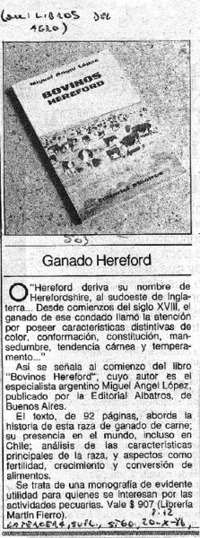 LIBROS DEL
AGRO)
Miguel Angel López
BOVINOS
HEREFORD
Editorial Albatros
Ganado Hereford
"Hereford deriva su nombre de
Herefordshire, al sudoeste de Ingla-
terra... Desde comienzos del siglo XVIII, el
ganado de ese condado llamó la atención
por poseer características distintivas de
color, conformación, constitución, man-
sedumbre, tendencia cárnea y tempera-
mento..."
Así se señala al comienzo del libro
"Bovinos Hereford", cuyo autor es el
especialista argentino Miguel Angel López,
publicado por la Editorial Albatros, de
Buenos Aires.
El texto, de 92 páginas, aborda la
historia de esta raza de ganado de carne;
su presencia en el mundo, incluso en
Chile; análisis de las características
principales de la raza, y aspectos como
fertilidad, crecimiento y conversión de
alimentos.
Se trata de una monografía de evidente
utilidad para quienes se interesan por las
actividades pecuarias. Vale $ 907 (Librería
Martín Fierro).